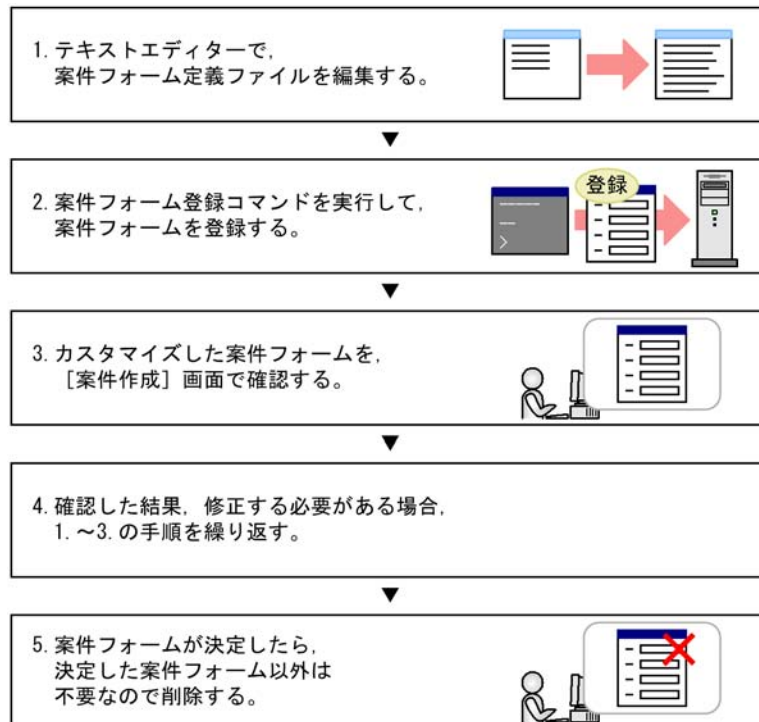 1. テキストエディターで,
案件フォーム定義ファイルを編集する。
▼
2. 案件フォーム登録コマンドを実行して,
案件フォームを登録する。
登録
▼
3. カスタマイズした案件フォームを,
［案件作成］画面で確認する。
▼
4. 確認した結果, 修正する必要がある場合,
1. ～3. の手順を繰り返す。
▼
5. 案件フォームが決定したら,
決定した案件フォーム以外は
不要なので削除する。